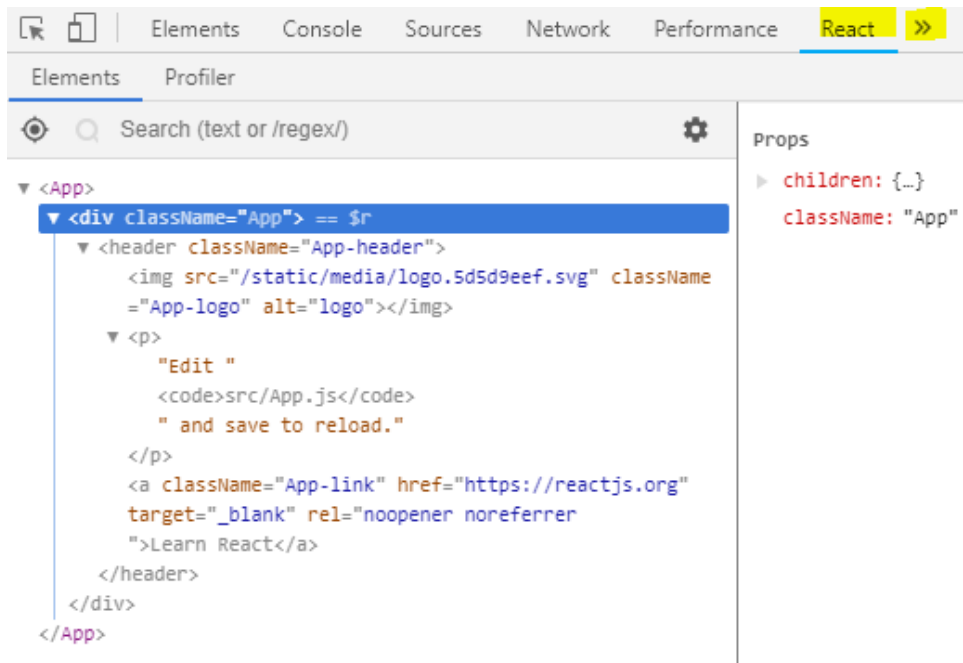 Elements Console Sources Network Performance React »
Elements Profiler
Search (text or /regex/)
Props
▼ <App>
▼ <div className="App"> == $r
▼ <header className="App-header">
<img src="/static/media/logo.5d5d9eef.svg" className
="App-logo" alt="logo"></img>
▼ <p>
"Edit "
<code>src/App.js</code>
" and save to reload."
</p>
<a className="App-link" href="https://reactjs.org"
target="_blank" rel="noopener noreferrer
">Learn React</a>
</header>
</div>
</App>
▶ children: {…}
className: "App"